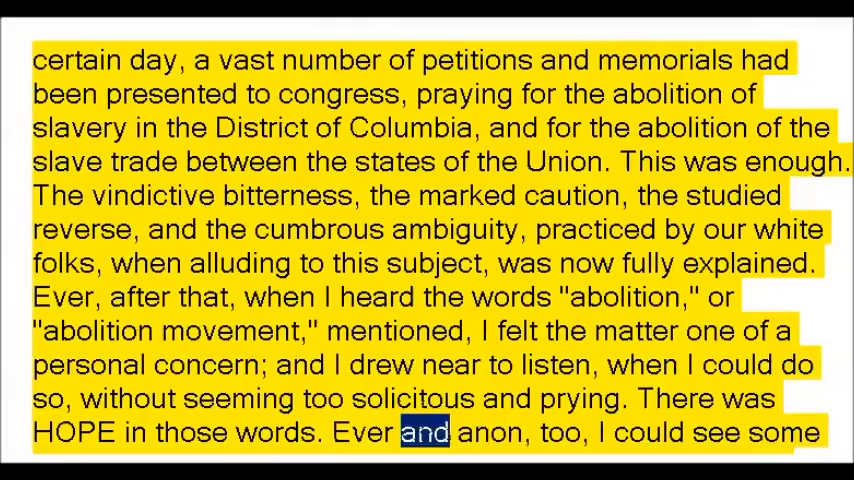 certain day, a vast number of petitions and memorials had
been presented to congress, praying for the abolition of
slavery in the District of Columbia, and for the abolition of the
slave trade between the states of the Union. This was enough.
The vindictive bitterness, the marked caution, the studied
reverse, and the cumbrous ambiguity, practiced by our white
folks, when alluding to this subject, was now fully explained.
Ever, after that, when I heard the words "abolition," or
"abolition movement," mentioned, I felt the matter one of a
personal concern; and I drew near to listen, when I could do
so, without seeming too solicitous and prying. There was
HOPE in those words. Ever and anon, too, I could see some